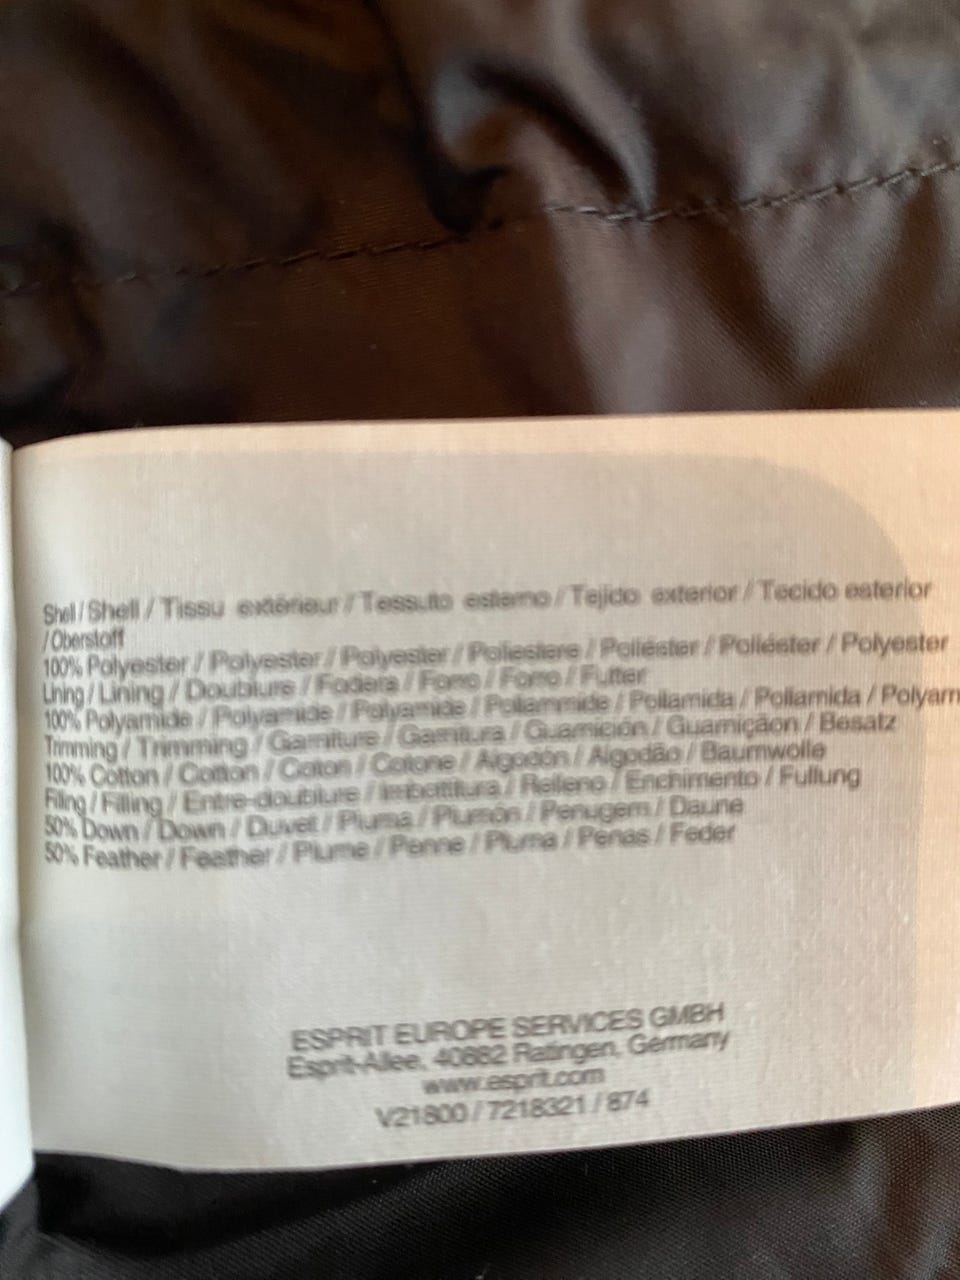 Shell / Shell / Tissu extérieur / Tessuto esterno / Tejido exterior / Tecido exterior
/ Oberstoff
100% Polyester / Polyester / Polyester / Poliestere / Poliéster / Poliéster / Polyester
Lining / Lining / Doublure / Fodera / Forro / Forro / Futter
100% Polyamide / Polyamide / Polyamide / Poliammide / Poliamida / Poliamida / Polyam
Trimming / Trimming / Garniture / Garnitura / Guarnición / Guarniçãon / Besatz
100% Cotton / Cotton / Coton / Cotone / Algodón / Algodão / Baumwolle
Filling / Filling / Entre-doublure / Imbottitura / Relleno / Enchimento / Füllung
50% Down / Down / Duvet / Piuma / Plumón / Penugem / Daune
50% Feather / Feather / Plume / Penne / Pluma / Penas / Feder
ESPRIT EUROPE SERVICES GMBH
Esprit-Allee, 40882 Ratingen, Germany
www.esprit.com
V21800 / 7218321 / 874